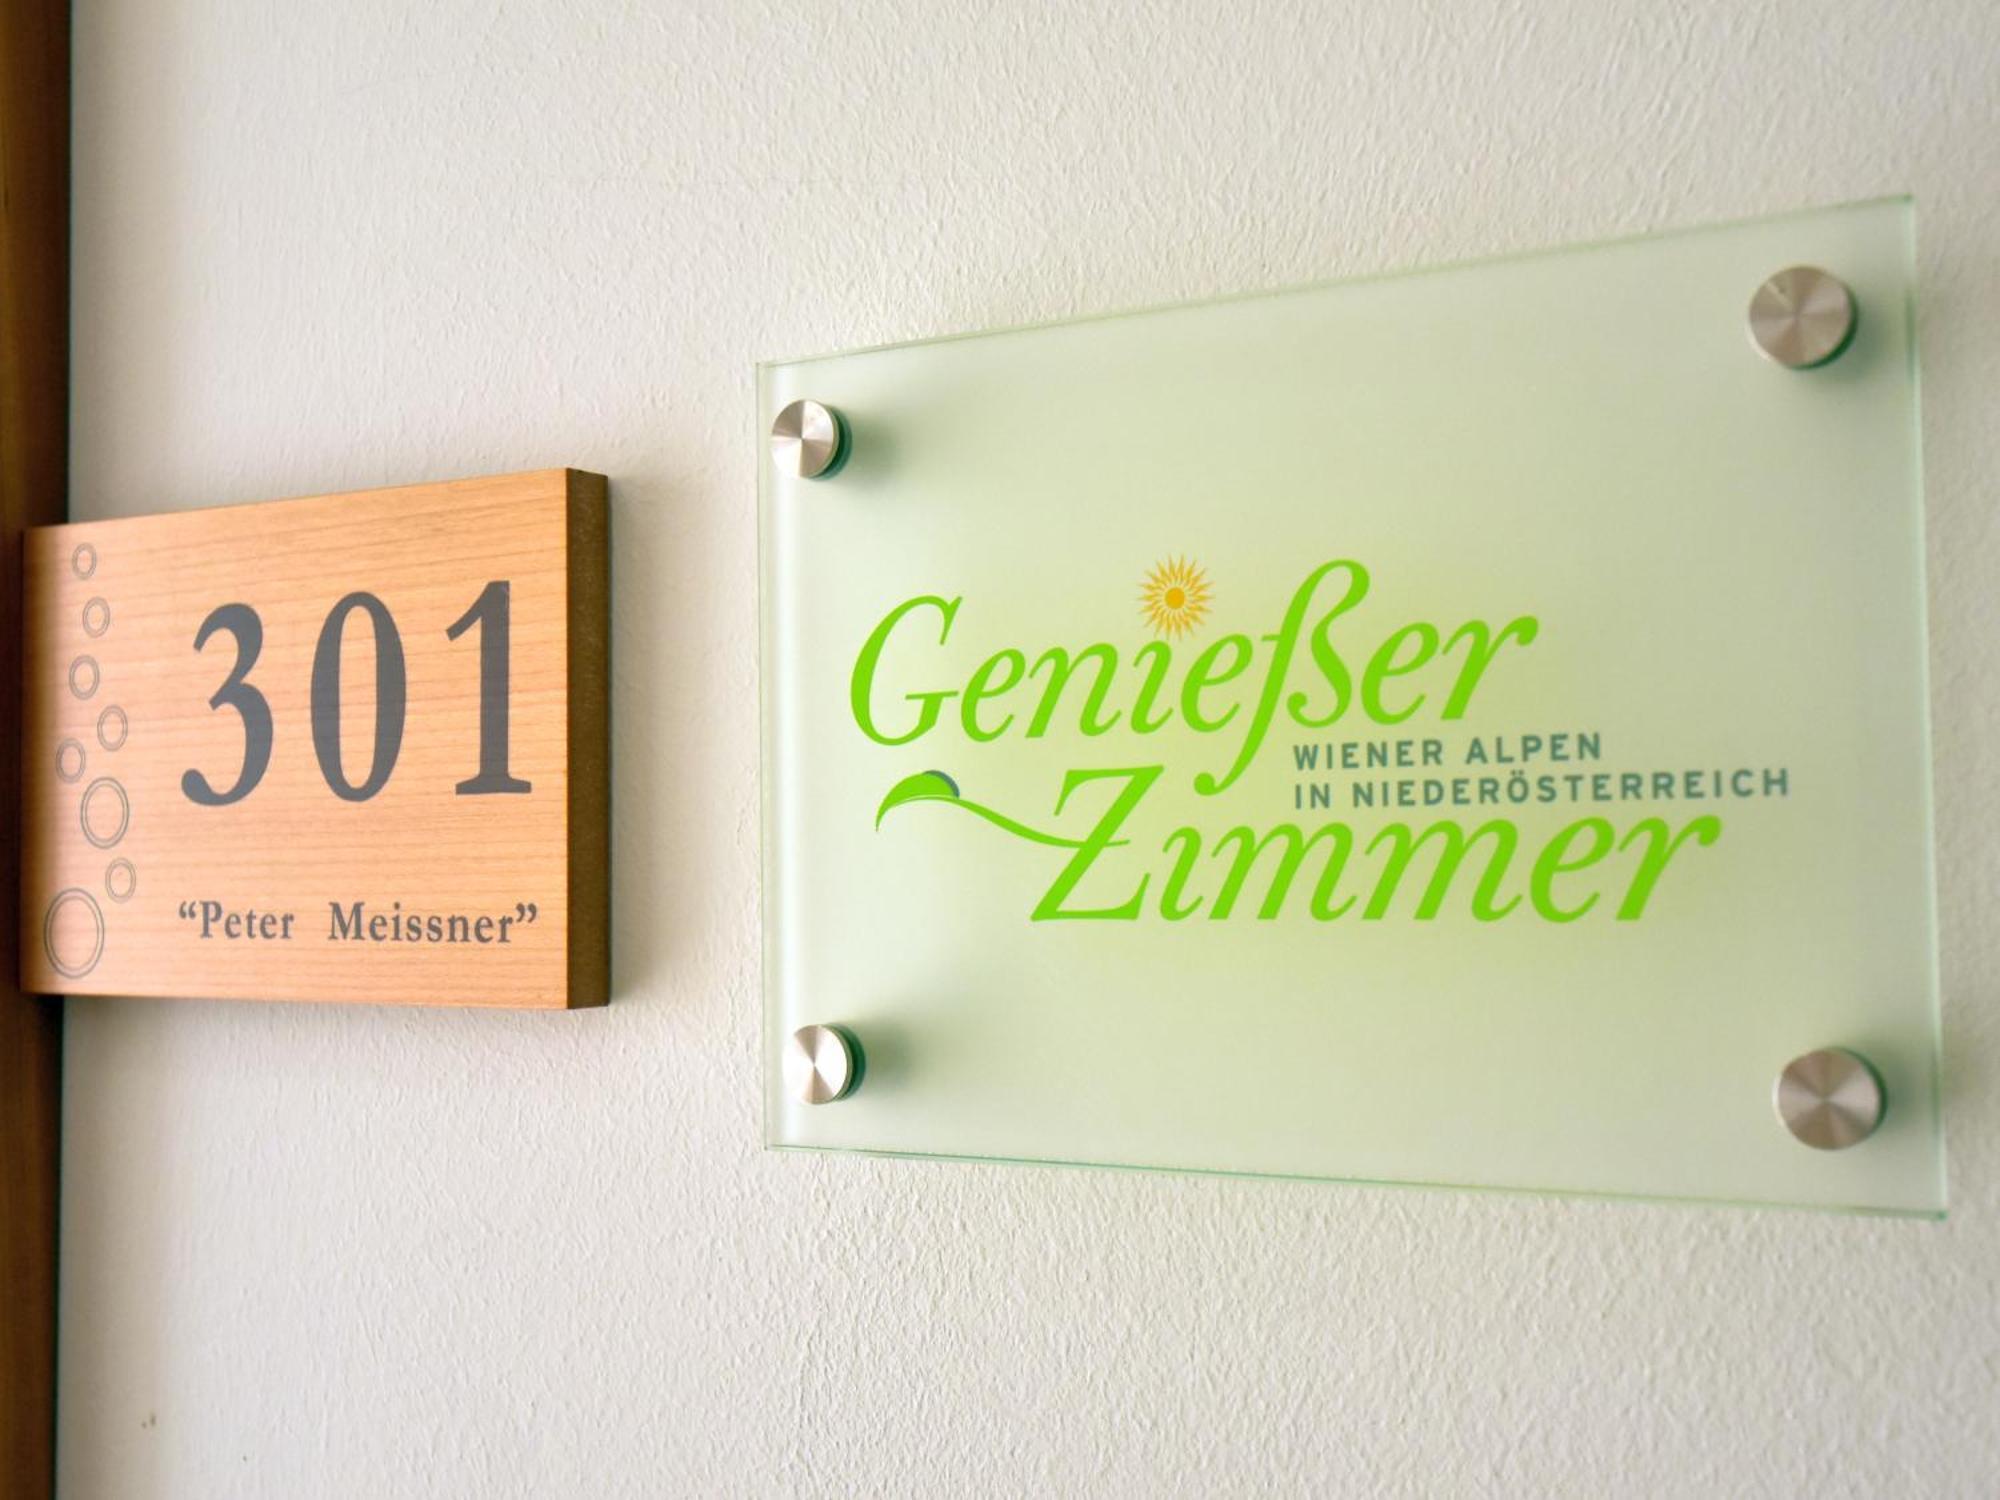 301
“Peter Meissner”
Genießer
WIENER ALPEN
IN NIEDERÖSTERREICH
Zimmer